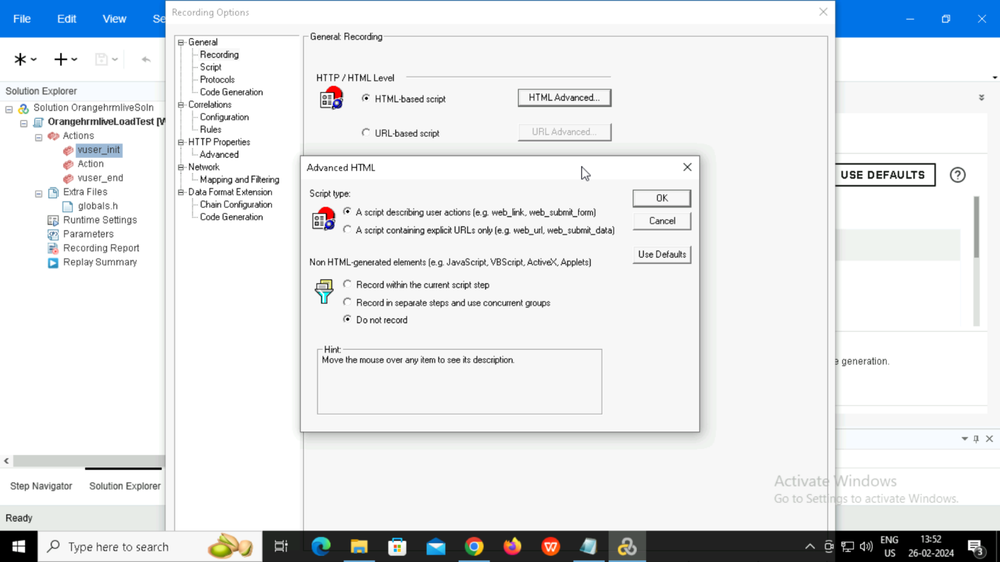 File Edit View Se
Recording Options
Solution Explorer
Solution OrangehrmliveSoln
OrangehrmliveLoadTest [W
Actions
vuser_init
Action
vuser_end
Extra Files
globals.h
Runtime Settings
Parameters
Recording Report
Replay Summary
Step Navigator Solution Explorer
Ready
General
Recording
Script
Protocols
Code Generation
Correlations
Configuration
Rules
HTTP Properties
Advanced
Network
Mapping and Filtering
Data Format Extension
Chain Configuration
Code Generation
General: Recording
HTTP / HTML Level
HTML-based script HTML Advanced...
URL-based script URL Advanced...
Advanced HTML
Script type:
A script describing user actions (e.g. web_link, web_submit_form)
A script containing explicit URLs only (e.g. web_url, web_submit_data)
OK
Cancel
Use Defaults
Non HTML-generated elements (e.g. JavaScript, VBScript, ActiveX, Applets)
Record within the current script step
Record in separate steps and use concurrent groups
Do not record
Hint:
Move the mouse over any item to see its description.
USE DEFAULTS ?
e generation.
Activate Windows
Go to Settings to activate Windows.
Type here to search
W
ENG
US
13:52
26-02-2024
3